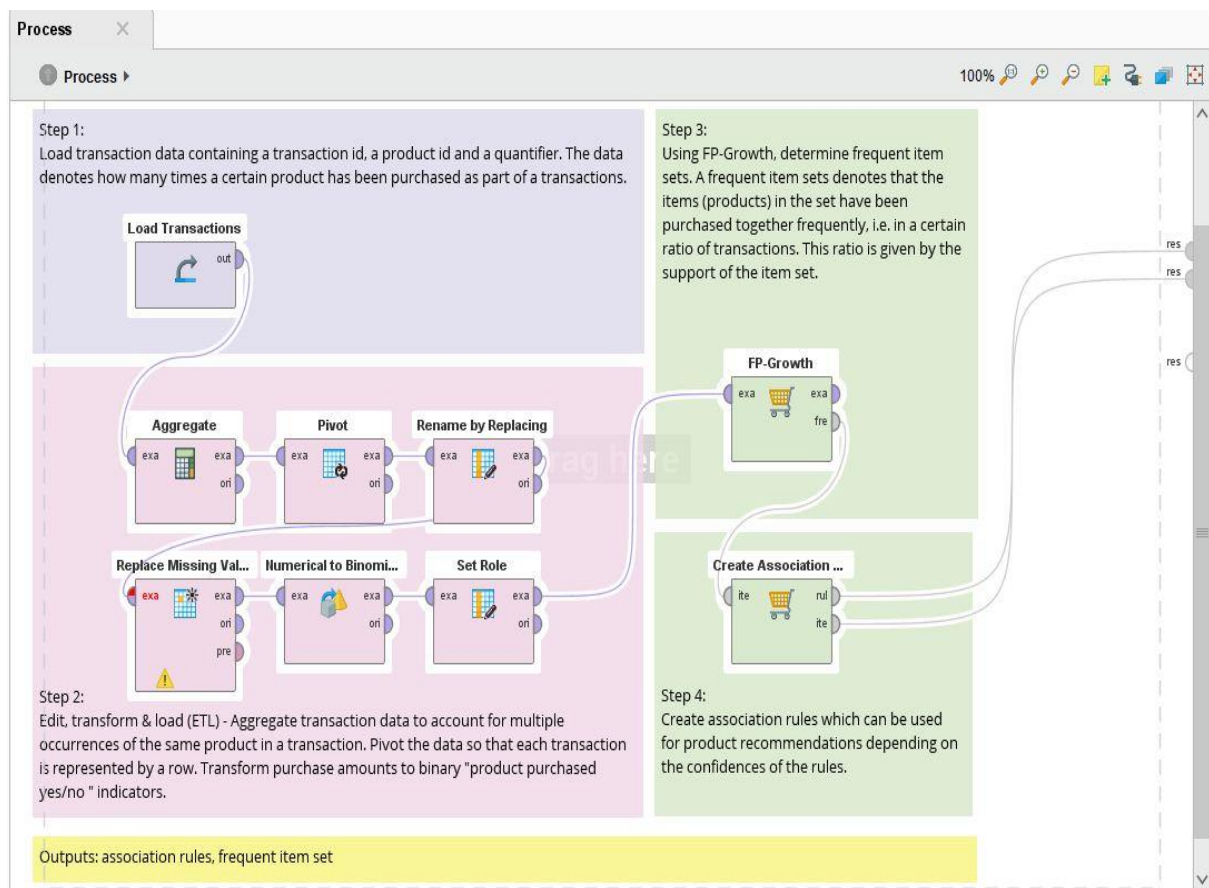 Process
Process
100%
Step 1:
Load transaction data containing a transaction id, a product id and a quantifier. The data
denotes how many times a certain product has been purchased as part of a transactions.
Load Transactions
out
Aggregate
exa exa
ori
Pivot
exa exa
ori
Rename by Replacing
exa exa
ori
Replace Missing Val...
exa exa
ori
pre
Numerical to Binomi...
exa exa
ori
Set Role
exa exa
ori
Step 2:
Edit, transform & load (ETL) - Aggregate transaction data to account for multiple
occurrences of the same product in a transaction. Pivot the data so that each transaction
is represented by a row. Transform purchase amounts to binary "product purchased
yes/no " indicators.
Step 3:
Using FP-Growth, determine frequent item
sets. A frequent item sets denotes that the
items (products) in the set have been
purchased together frequently, i.e. in a certain
ratio of transactions. This ratio is given by the
support of the item set.
FP-Growth
exa exa
fre
rag here
Create Association ...
ite rul
ite
Step 4:
Create association rules which can be used
for product recommendations depending on
the confidences of the rules.
res
res
res
Outputs: association rules, frequent item set